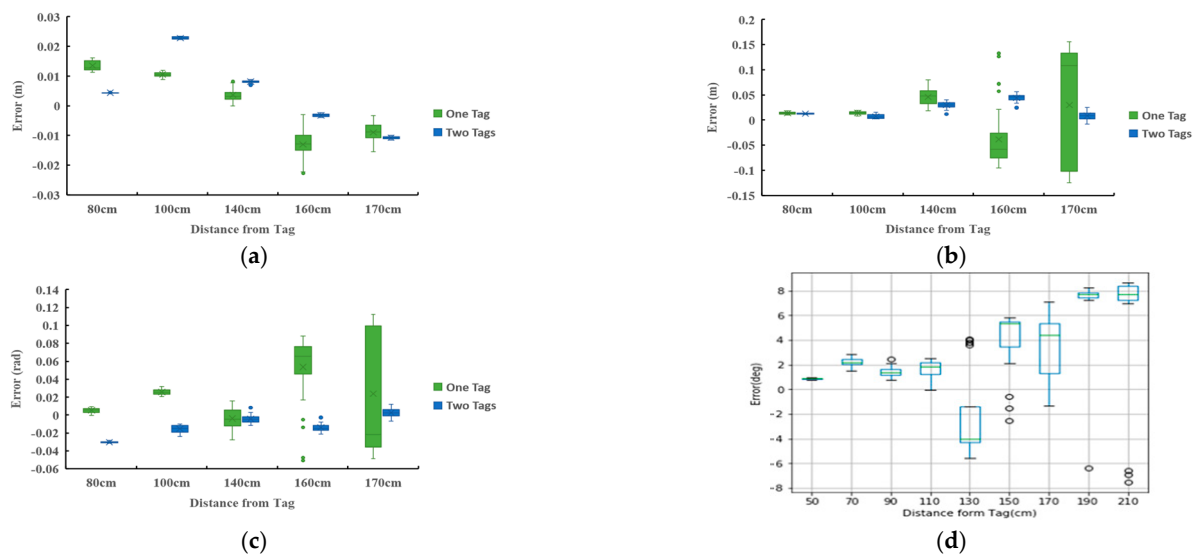 0.03
0.02
0.01
0
-0.01
-0.02
-0.03
Error (m)
80cm 100cm 140cm 160cm 170cm
Distance from Tag
One Tag
Two Tags
(a)
0.2
0.15
0.1
0.05
0
-0.05
-0.1
-0.15
Error (m)
80cm 100cm 140cm 160cm 170cm
Distance from Tag
One Tag
Two Tags
(b)
0.14
0.12
0.1
0.08
0.06
0.04
0.02
0
-0.02
-0.04
-0.06
Error (rad)
80cm 100cm 140cm 160cm 170cm
Distance from Tag
One Tag
Two Tags
(c)
8
6
4
2
0
-2
-4
-6
-8
Error(deg)
50 70 90 110 130 150 170 190 210
Distance form Tag(cm)
(d)